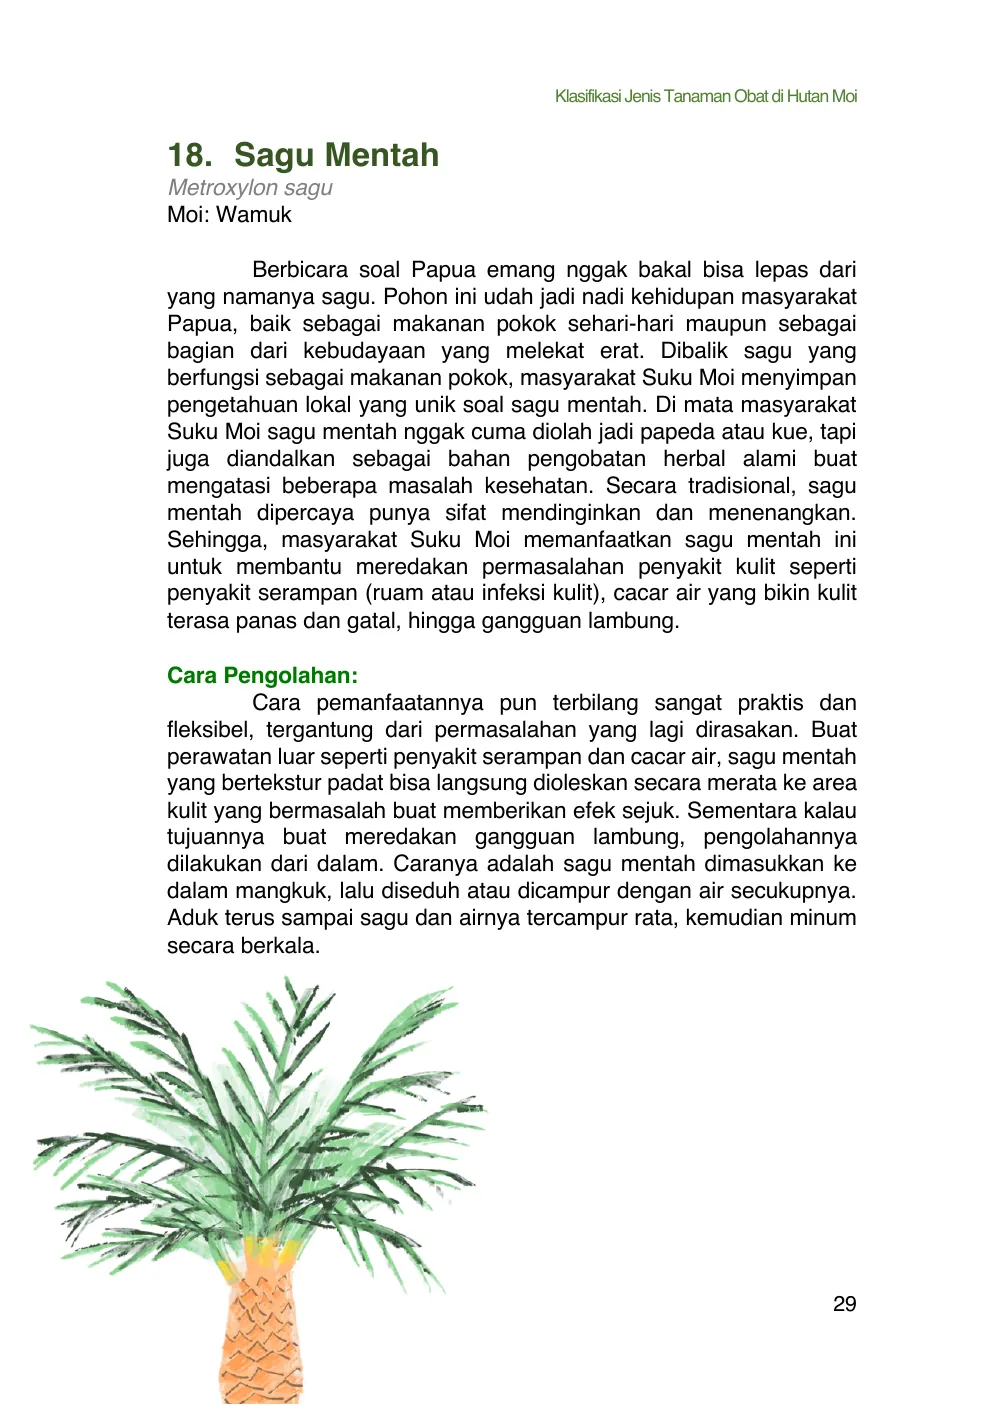 Klasifikasi Jenis Tanaman Obat di Hutan Moi
18. Sagu Mentah
Metroxylon sagu
Moi: Wamuk
Berbicara soal Papua emang nggak bakal bisa lepas dari
yang namanya sagu. Pohon ini udah jadi nadi kehidupan masyarakat
Papua, baik sebagai makanan pokok sehari-hari maupun sebagai
bagian dari kebudayaan yang melekat erat. Dibalik sagu yang
berfungsi sebagai makanan pokok, masyarakat Suku Moi menyimpan
pengetahuan lokal yang unik soal sagu mentah. Di mata masyarakat
Suku Moi sagu mentah nggak cuma diolah jadi papeda atau kue, tapi
juga diandalkan sebagai bahan pengobatan herbal alami buat
mengatasi beberapa masalah kesehatan. Secara tradisional, sagu
mentah dipercaya punya sifat mendinginkan dan menenangkan.
Sehingga, masyarakat Suku Moi memanfaatkan sagu mentah ini
untuk membantu meredakan permasalahan penyakit kulit seperti
penyakit serampan (ruam atau infeksi kulit), cacar air yang bikin kulit
terasa panas dan gatal, hingga gangguan lambung.
Cara Pengolahan:
Cara pemanfaatannya pun terbilang sangat praktis dan
fleksibel, tergantung dari permasalahan yang lagi dirasakan. Buat
perawatan luar seperti penyakit serampan dan cacar air, sagu mentah
yang bertekstur padat bisa langsung dioleskan secara merata ke area
kulit yang bermasalah buat memberikan efek sejuk. Sementara kalau
tujuannya buat meredakan gangguan lambung, pengolahannya
dilakukan dari dalam. Caranya adalah sagu mentah dimasukkan ke
dalam mangkuk, lalu diseduh atau dicampur dengan air secukupnya.
Aduk terus sampai sagu dan airnya tercampur rata, kemudian minum
secara berkala.
29